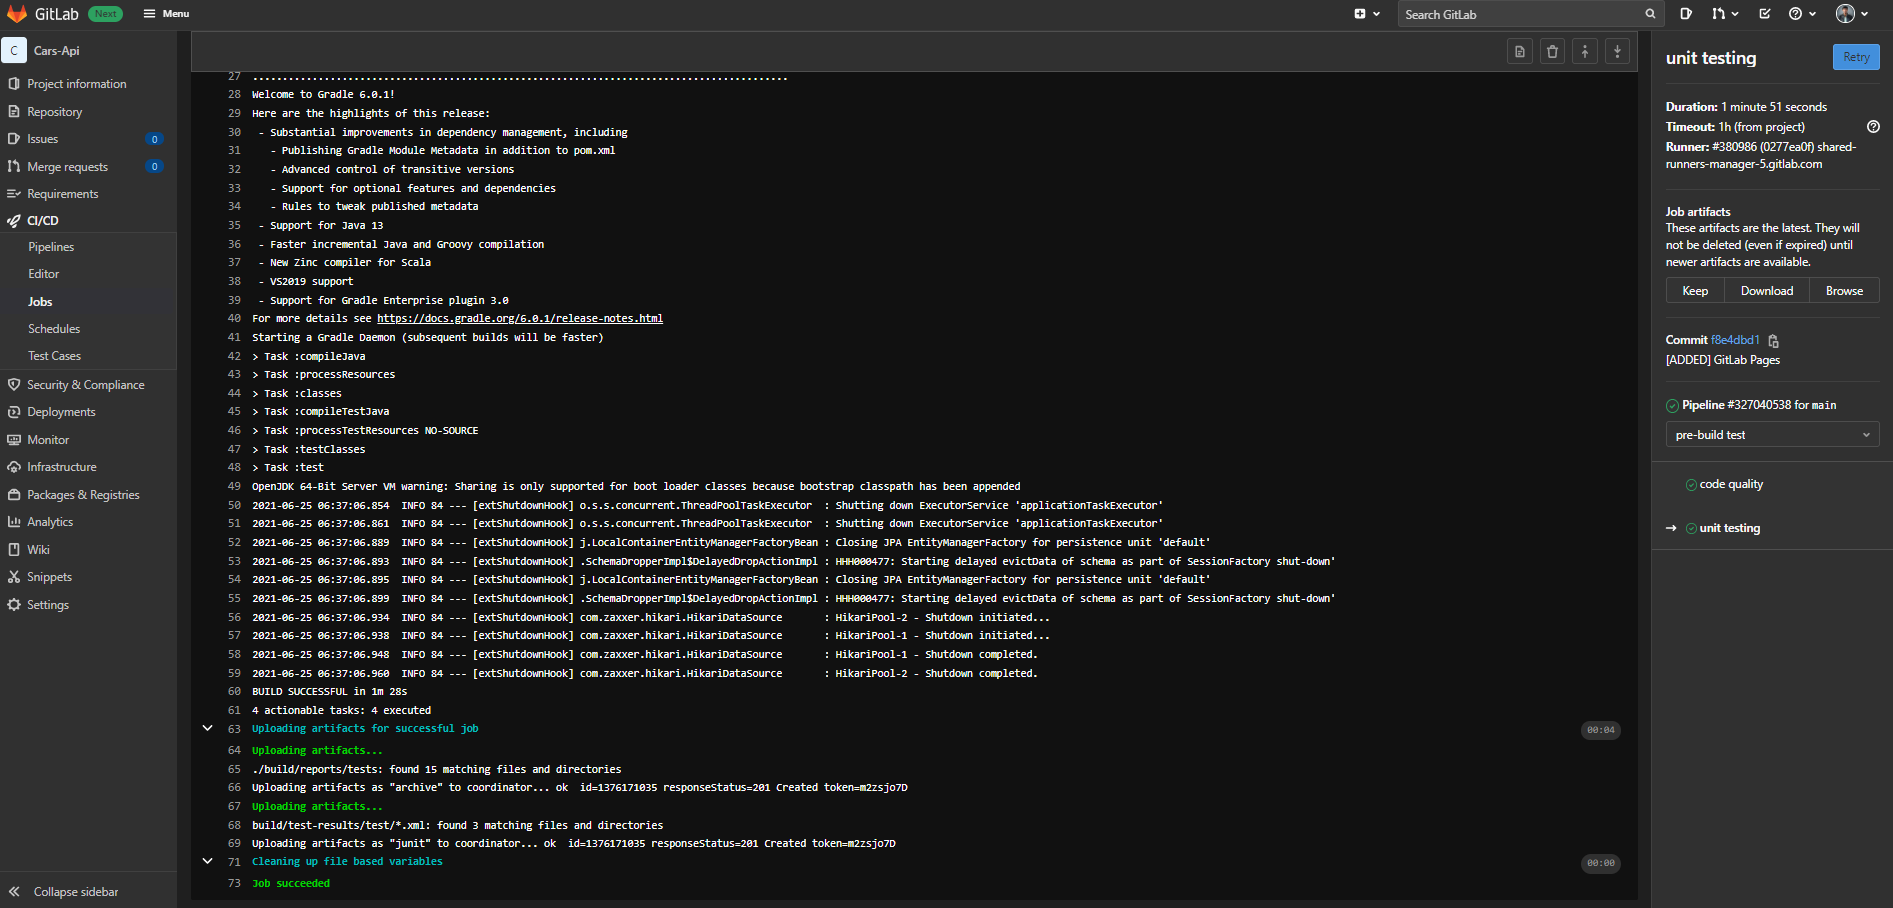 GitLab Next Menu Search GitLab
C Cars-Api
Project information
Repository
Issues 0
Merge requests 0
Requirements
CI/CD
Pipelines
Editor
Jobs
Schedules
Test Cases
Security & Compliance
Deployments
Monitor
Infrastructure
Packages & Registries
Analytics
Wiki
Snippets
Settings
Collapse sidebar
27 .........................................................................................
28 Welcome to Gradle 6.0.1!
29 Here are the highlights of this release:
30 - Substantial improvements in dependency management, including
31 - Publishing Gradle Module Metadata in addition to pom.xml
32 - Advanced control of transitive versions
33 - Support for optional features and dependencies
34 - Rules to tweak published metadata
35 - Support for Java 13
36 - Faster incremental Java and Groovy compilation
37 - New Zinc compiler for Scala
38 - VS2019 support
39 - Support for Gradle Enterprise plugin 3.0
40 For more details see https://docs.gradle.org/6.0.1/release-notes.html
41 Starting a Gradle Daemon (subsequent builds will be faster)
42 > Task :compileJava
43 > Task :processResources
44 > Task :classes
45 > Task :compileTestJava
46 > Task :processTestResources NO-SOURCE
47 > Task :testClasses
48 > Task :test
49 OpenJDK 64-Bit Server VM warning: Sharing is only supported for boot loader classes because bootstrap classpath has been appended
50 2021-06-25 06:37:06.854 INFO 84 --- [extShutdownHook] o.s.s.concurrent.ThreadPoolTaskExecutor : Shutting down ExecutorService 'applicationTaskExecutor'
51 2021-06-25 06:37:06.861 INFO 84 --- [extShutdownHook] o.s.s.concurrent.ThreadPoolTaskExecutor : Shutting down ExecutorService 'applicationTaskExecutor'
52 2021-06-25 06:37:06.889 INFO 84 --- [extShutdownHook] j.LocalContainerEntityManagerFactoryBean : Closing JPA EntityManagerFactory for persistence unit 'default'
53 2021-06-25 06:37:06.893 INFO 84 --- [extShutdownHook] .SchemaDropperImpl$DelayedDropActionImpl : HHH000477: Starting delayed evictData of schema as part of SessionFactory shut-down'
54 2021-06-25 06:37:06.895 INFO 84 --- [extShutdownHook] j.LocalContainerEntityManagerFactoryBean : Closing JPA EntityManagerFactory for persistence unit 'default'
55 2021-06-25 06:37:06.899 INFO 84 --- [extShutdownHook] .SchemaDropperImpl$DelayedDropActionImpl : HHH000477: Starting delayed evictData of schema as part of SessionFactory shut-down'
56 2021-06-25 06:37:06.934 INFO 84 --- [extShutdownHook] com.zaxxer.hikari.HikariDataSource : HikariPool-2 - Shutdown initiated...
57 2021-06-25 06:37:06.938 INFO 84 --- [extShutdownHook] com.zaxxer.hikari.HikariDataSource : HikariPool-1 - Shutdown initiated...
58 2021-06-25 06:37:06.948 INFO 84 --- [extShutdownHook] com.zaxxer.hikari.HikariDataSource : HikariPool-1 - Shutdown completed.
59 2021-06-25 06:37:06.960 INFO 84 --- [extShutdownHook] com.zaxxer.hikari.HikariDataSource : HikariPool-2 - Shutdown completed.
60 BUILD SUCCESSFUL in 1m 28s
61 4 actionable tasks: 4 executed
63 Uploading artifacts for successful job 00:04
64 Uploading artifacts...
65 ./build/reports/tests: found 15 matching files and directories
66 Uploading artifacts as "archive" to coordinator... ok id=1376171035 responseStatus=201 Created token=m2zsjo7D
67 Uploading artifacts...
68 build/test-results/test/*.xml: found 3 matching files and directories
69 Uploading artifacts as "junit" to coordinator... ok id=1376171035 responseStatus=201 Created token=m2zsjo7D
71 Cleaning up file based variables 00:00
73 Job succeeded
unit testing Retry
Duration: 1 minute 51 seconds
Timeout: 1h (from project)
Runner: #380986 (0277ea0f) shared-
runners-manager-5.gitlab.com
Job artifacts
These artifacts are the latest. They will
not be deleted (even if expired) until
newer artifacts are available.
Keep Download Browse
Commit f8e4dbd1
[ADDED] GitLab Pages
Pipeline #327040538 for main
pre-build test
code quality
→ unit testing